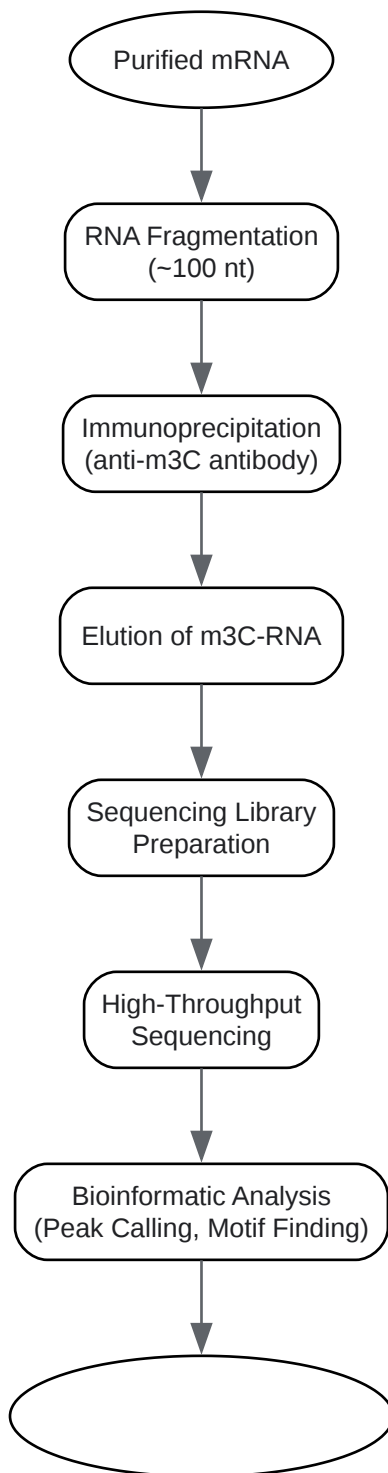 Purified mRNA
RNA Fragmentation
(~100 nt)
Immunoprecipitation
(anti-m3C antibody)
Elution of m3C-RNA
Sequencing Library
Preparation
High-Throughput
Sequencing
Bioinformatic Analysis
(Peak Calling, Motif Finding)